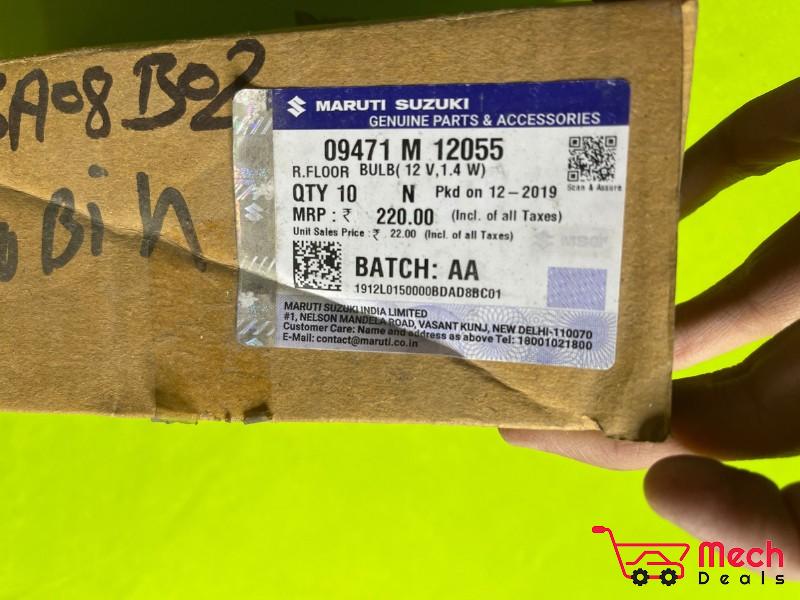 SA08 B02
Bin
MARUTI SUZUKI
GENUINE PARTS & ACCESSORIES
09471 M 12055
R.FLOOR BULB( 12 V,1.4 W)
QTY 10 N Pkd on 12-2019
Scan & Assure
MRP : ₹ 220.00 (Incl. of all Taxes)
Unit Sales Price : ₹ 22.00 (Incl. of all Taxes)
BATCH: AA
1912L0150000BDAD8BC01
MARUTI SUZUKI INDIA LIMITED
#1, NELSON MANDELA ROAD, VASANT KUNJ, NEW DELHI-110070
Customer Care: Name and address as above Tel: 18001021800
E-Mail: contact@maruti.co.in
Mech
Deals